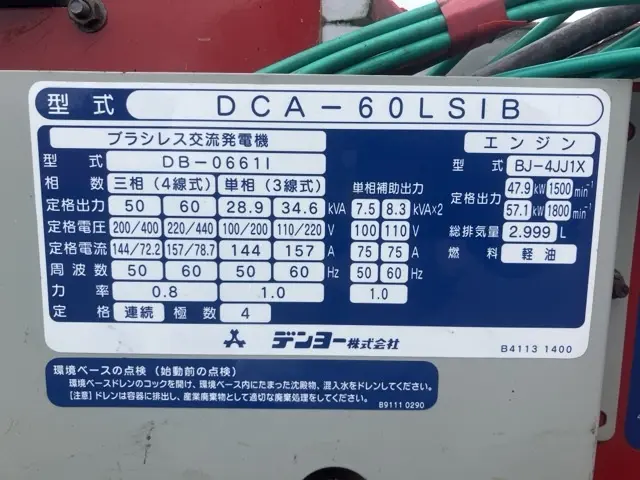 型式 DCA-60LSIB
ブラシレス交流発電機 エンジン
型式 DB-0661I 型式 BJ-4JJ1X
相数 三相(4線式) 単相(3線式) 単相補助出力 定格出力 47.9 kW 1500 min⁻¹
定格出力 50 60 28.9 34.6 kVA 7.5 8.3 kVA×2 57.1 kW 1800 min⁻¹
定格電圧 200/400 220/440 100/200 110/220 V 100 110 V 総排気量 2.999 L
定格電流 144/72.2 157/78.7 144 157 A 75 75 A 燃料 軽油
周波数 50 60 50 60 Hz 50 60 Hz
力率 0.8 1.0 1.0
定格 連続 極数 4
デンヨー株式会社 B4113 1400
環境ベースの点検(始動前の点検)
環境ベースドレンのコックを開け、環境ベース内にたまった沈殿物、混入水をドレンしてください。
[注意]ドレンは容器に排出し、産業廃棄物として適切な廃棄処理をしてください。
B9111 0290